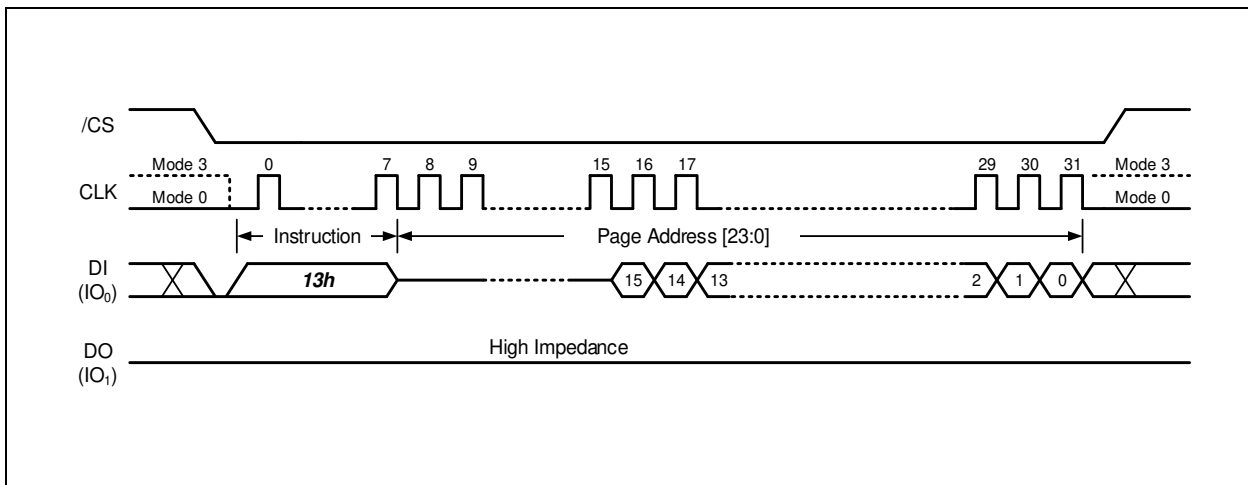 /CS
Mode 3 0 7 8 9 15 16 17 29 30 31 Mode 3
CLK
Mode 0 Mode 0
Instruction Page Address [23:0]
DI
(IO₀)
13h 15 14 13 2 1 0
High Impedance
DO
(IO₁)